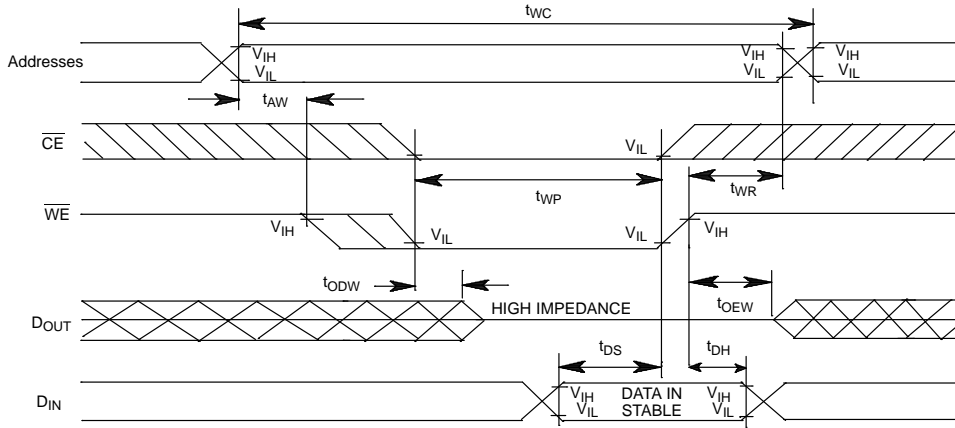 tWC
Addresses
VIH
VIL
VIH
VIL
VIH
VIL
tAW
CE
VIL
tWP
tWR
WE
VIH
VIL
VIL
VIH
tODW
tOEW
DOUT
HIGH IMPEDANCE
tDS
tDH
DIN
VIH
VIL
DATA IN
STABLE
VIH
VIL